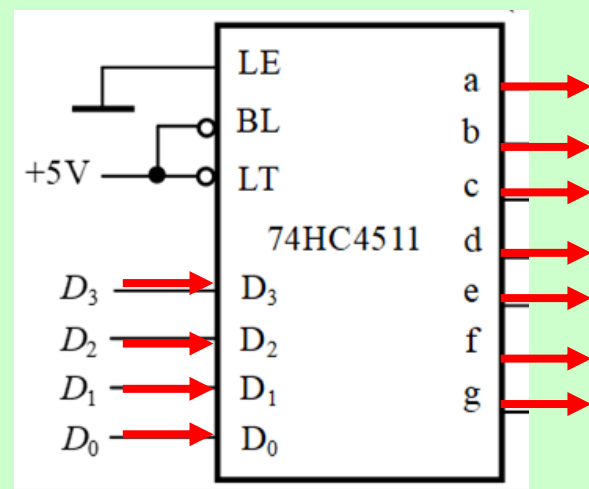 LE
BL
+5V
LT
74HC4511
D₃
D₂
D₁
D₀
D₃
D₂
D₁
D₀
a
b
c
d
e
f
g